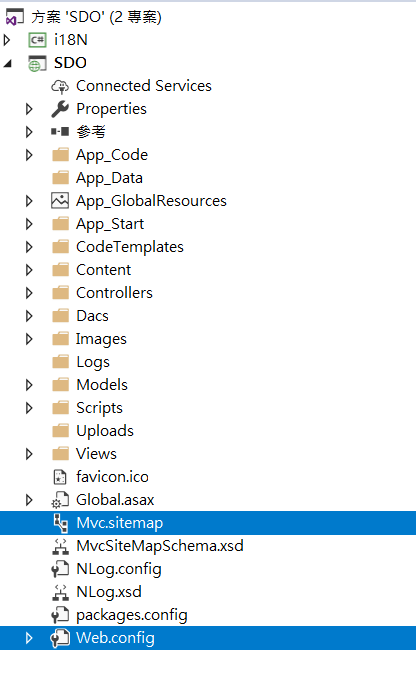 方案 'SDO' (2 專案)
C# i18N
SDO
Connected Services
Properties
參考
App_Code
App_Data
App_GlobalResources
App_Start
CodeTemplates
Content
Controllers
Dacs
Images
Logs
Models
Scripts
Uploads
Views
favicon.ico
Global.asax
Mvc.sitemap
MvcSiteMapSchema.xsd
NLog.config
NLog.xsd
packages.config
Web.config